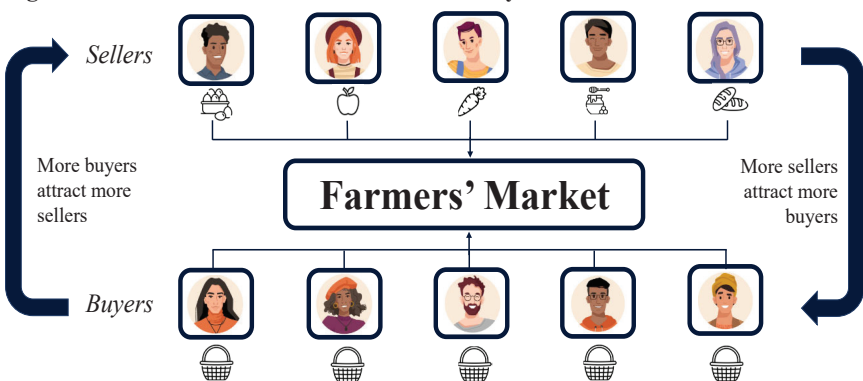 Sellers
More buyers
attract more
sellers
Farmers’ Market
More sellers
attract more
buyers
Buyers